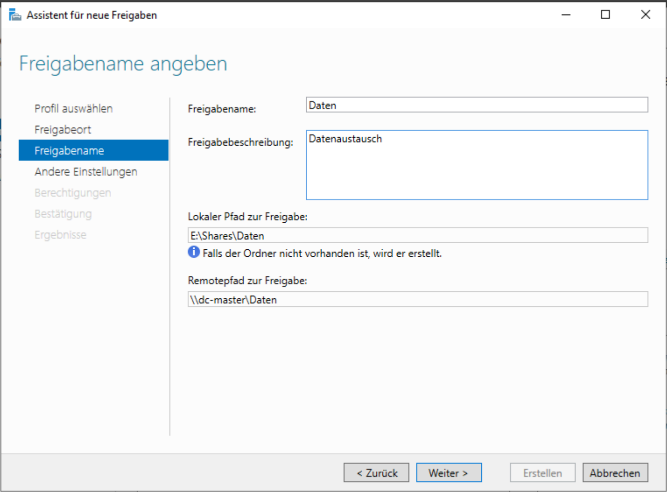 Assistent für neue Freigaben
Freigabename angeben
Profil auswählen
Freigabeort
Freigabename
Andere Einstellungen
Berechtigungen
Bestätigung
Ergebnisse
Freigabename:
Daten
Freigabebeschreibung:
Datenaustausch
Lokaler Pfad zur Freigabe:
E:\Shares\Daten
Falls der Ordner nicht vorhanden ist, wird er erstellt.
Remotepfad zur Freigabe:
\\dc-master\Daten
< Zurück
Weiter >
Erstellen
Abbrechen